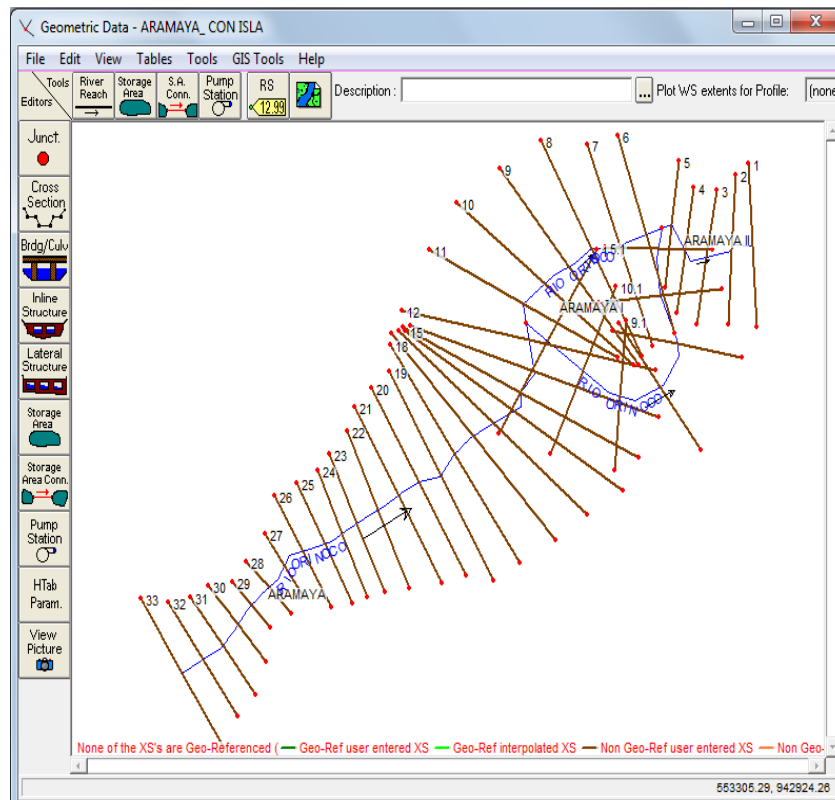 Geometric Data - ARAMAYA_ CON ISLA
File Edit View Tables Tools GIS Tools Help
Tools
Editors
River Reach
Storage Area
S.A. Conn.
Pump Station
RS
12.99
Description :
...
Plot WS extents for Profile:
(none
Junct.
Cross Section
Brdg/Culv
Inline Structure
Lateral Structure
Storage Area
Storage Area Conn.
Pump Station
HTab Param.
View Picture
1
2
3
4
5
6
7
8
9
10
11
12
15
18
19
20
21
22
23
24
25
26
27
28
29
30
31
32
33
10.1
9.1
ARAMAYA II
ARAMAYA I
ARAMAYA
RIO ORINOCO
RIO ORINOCO
RIO ORINOCO
None of the XS's are Geo-Referenced ( Geo-Ref user entered XS Geo-Ref interpolated XS Non Geo-Ref user entered XS Non Geo-
553305.29, 942924.26